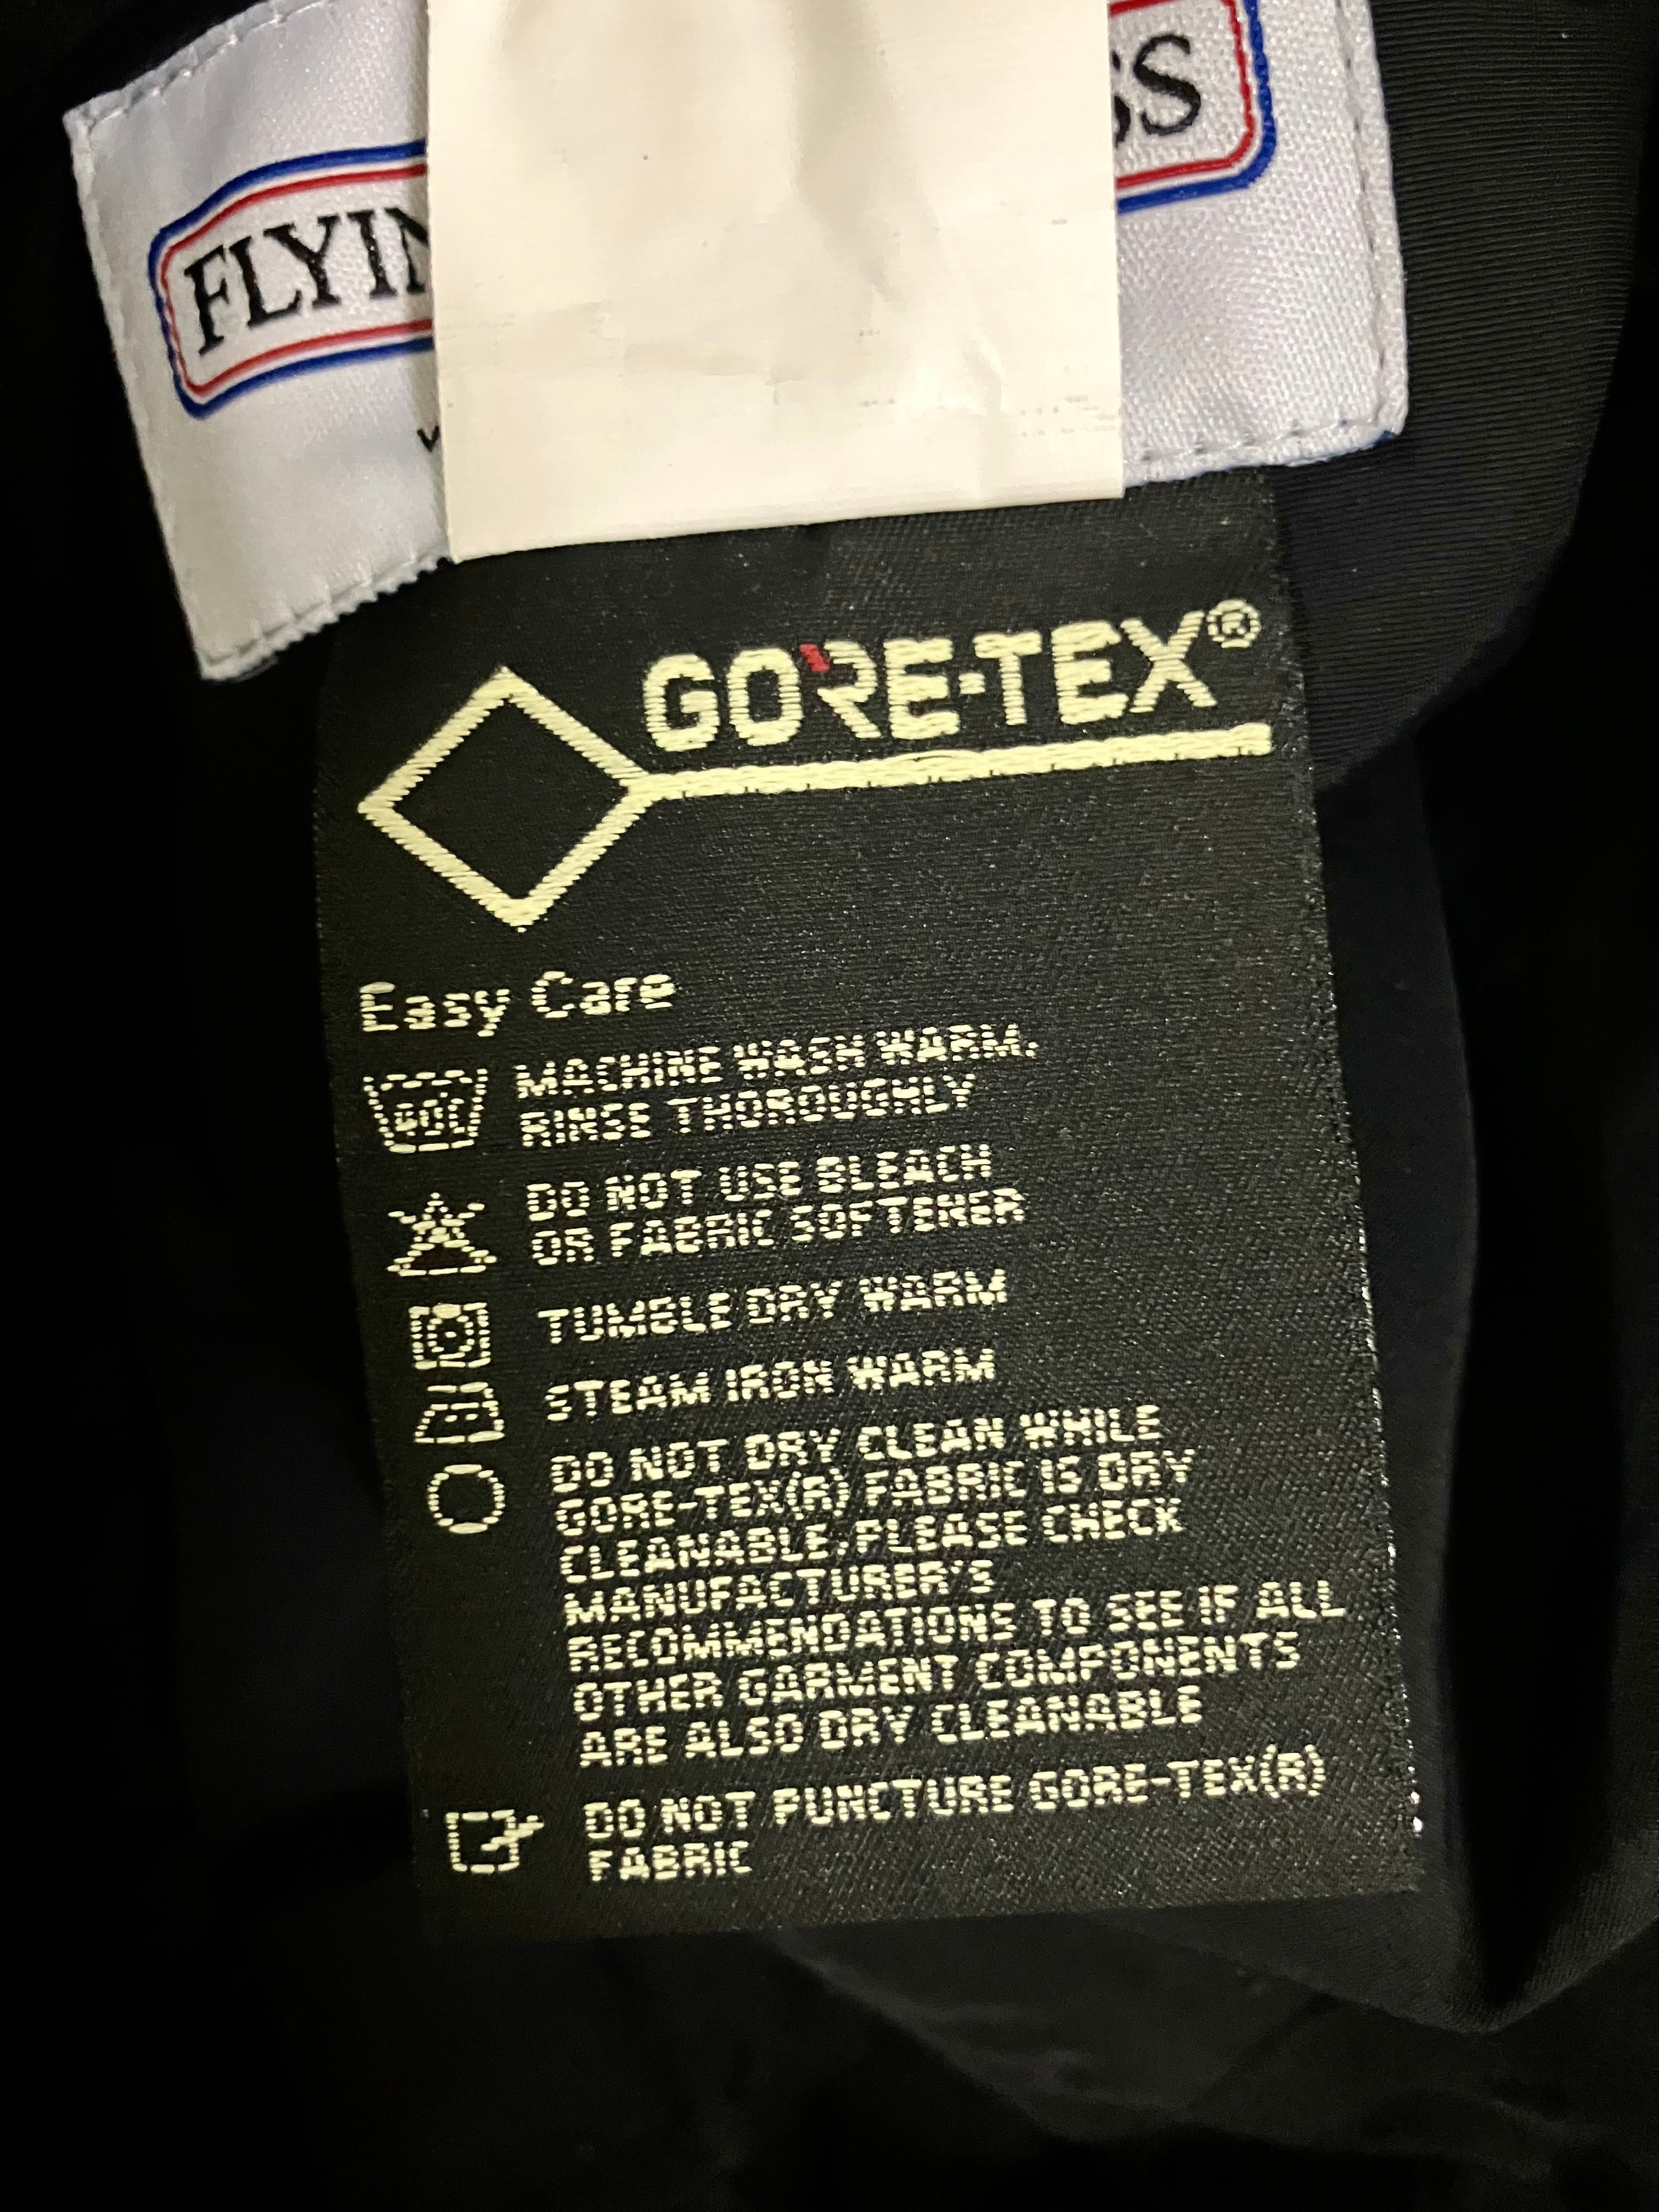 FLYIN
SS
GORE-TEX®
Easy Care
40
MACHINE WASH WARM.
RINSE THOROUGHLY
DO NOT USE BLEACH
OR FABRIC SOFTENER
TUMBLE DRY WARM
STEAM IRON WARM
DO NOT DRY CLEAN WHILE
GORE-TEX(R) FABRIC IS DRY
CLEANABLE.PLEASE CHECK
MANUFACTURER'S
RECOMMENDATIONS TO SEE IF ALL
OTHER GARMENT COMPONENTS
ARE ALSO DRY CLEANABLE
DO NOT PUNCTURE GORE-TEX(R)
FABRIC